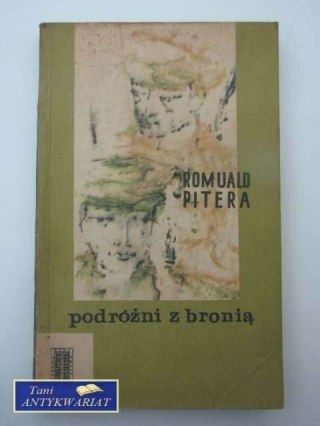 ROMUALD
PITERA
podróżni z bronią
Tani
ANTYKWARIAT